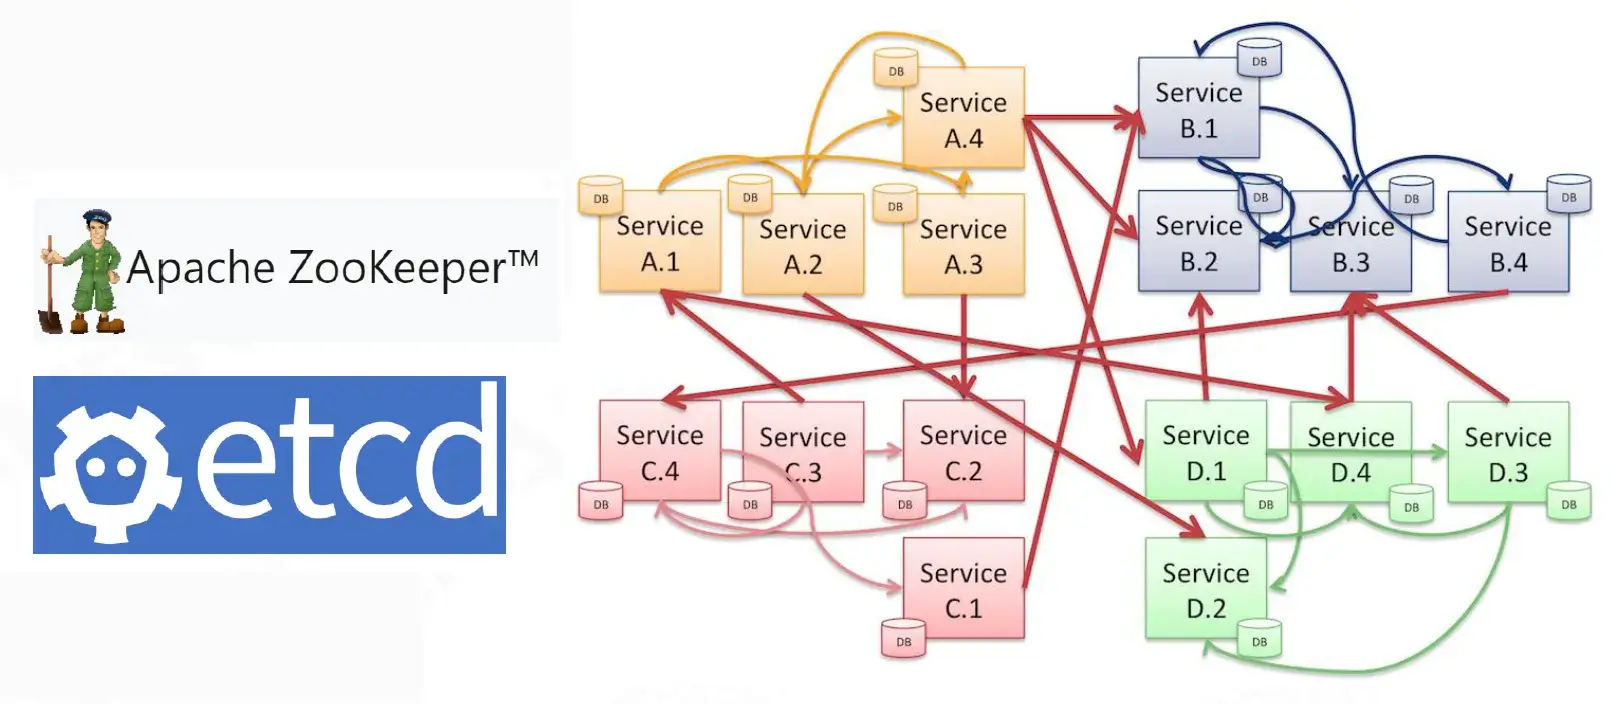 Apache ZooKeeper™
etcd
DB
Service
A.4
DB
Service
B.1
DB
Service
A.1
DB
Service
A.2
DB
Service
A.3
DB
Service
B.2
DB
Service
B.3
DB
Service
B.4
Service
C.4
DB
Service
C.3
DB
Service
C.2
DB
Service
D.1
DB
Service
D.4
DB
Service
D.3
DB
Service
C.1
DB
Service
D.2
DB